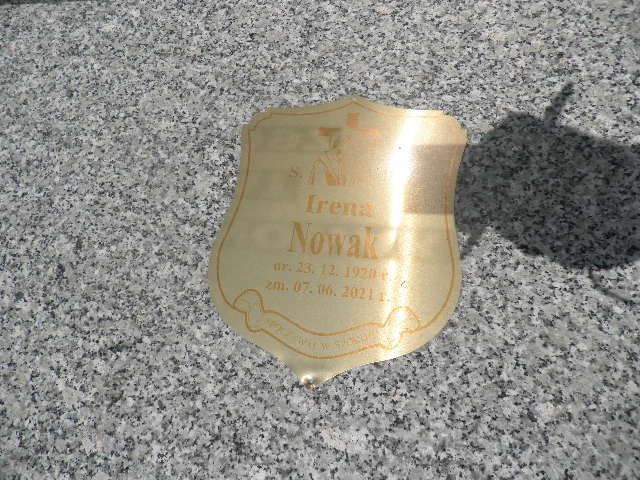 Ś.
Irena
Nowak
ur. 23. 12. 1920 r.
zm. 07. 06. 2021 r.
W